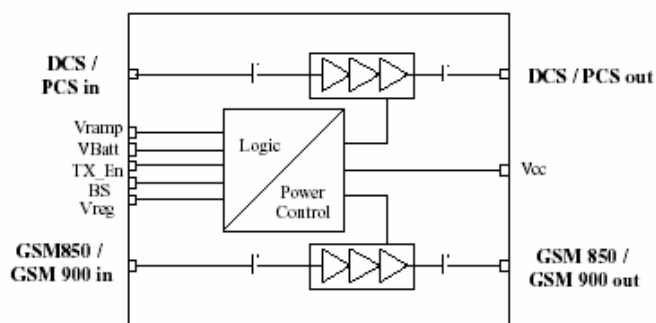 DCS /
PCS in
DCS / PCS out
Vramp
VBatt
TX_En
BS
Vreg
Logic
Power
Control
Vcc
GSM850 /
GSM 900 in
GSM 850 /
GSM 900 out